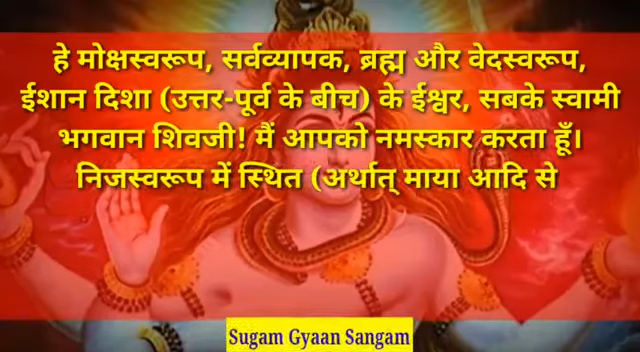 हे मोक्षस्वरूप, सर्वव्यापक, ब्रह्म और वेदस्वरूप,
ईशान दिशा (उत्तर-पूर्व के बीच) के ईश्वर, सबके स्वामी
भगवान शिवजी! मैं आपको नमस्कार करता हूँ।
निजस्वरूप में स्थित (अर्थात् माया आदि से
Sugam Gyaan Sangam